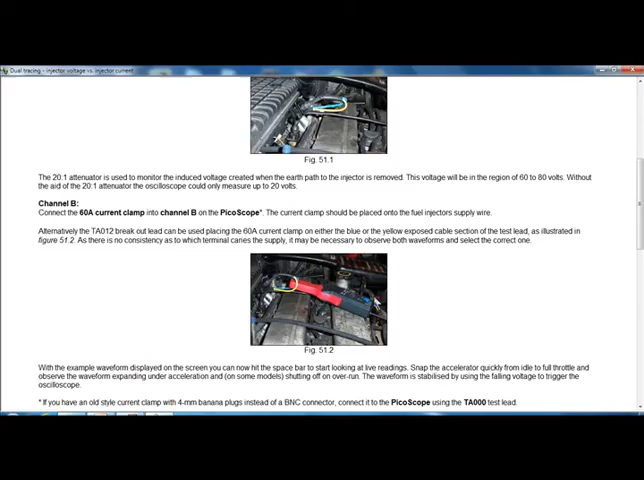 Dual tracing - injector voltage vs. injector current
Fig. 51.1
The 20:1 attenuator is used to monitor the induced voltage created when the earth path to the injector is removed. This voltage will be in the region of 60 to 80 volts. Without
the aid of the 20:1 attenuator the oscilloscope could only measure up to 20 volts.
Channel B:
Connect the 60A current clamp into channel B on the PicoScope*. The current clamp should be placed onto the fuel injectors supply wire.
Alternatively the TA012 break out lead can be used placing the 60A current clamp on either the blue or the yellow exposed cable section of the test lead, as illustrated in
figure 51.2. As there is no consistency as to which terminal caries the supply, it may be necessary to observe both waveforms and select the correct one.
Fig. 51.2
With the example waveform displayed on the screen you can now hit the space bar to start looking at live readings. Snap the accelerator quickly from idle to full throttle and
observe the waveform expanding under acceleration and (on some models) shutting off on over-run. The waveform is stabilised by using the falling voltage to trigger the
oscilloscope.
* If you have an old style current clamp with 4-mm banana plugs instead of a BNC connector, connect it to the PicoScope using the TA000 test lead.